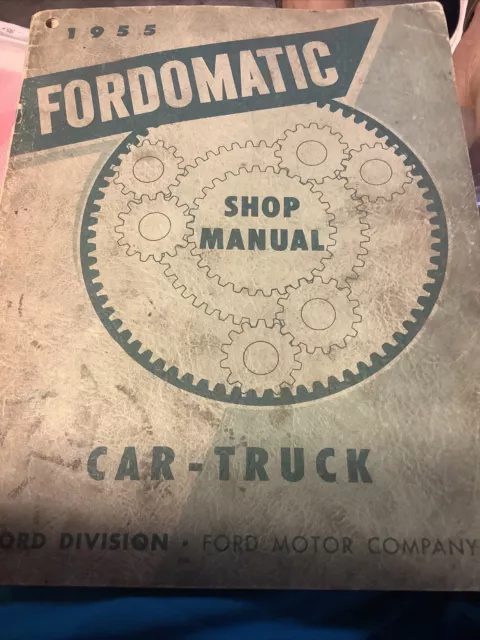 1955
FORDOMATIC
SHOP
MANUAL
CAR-TRUCK
ORD DIVISION • FORD MOTOR COMPANY